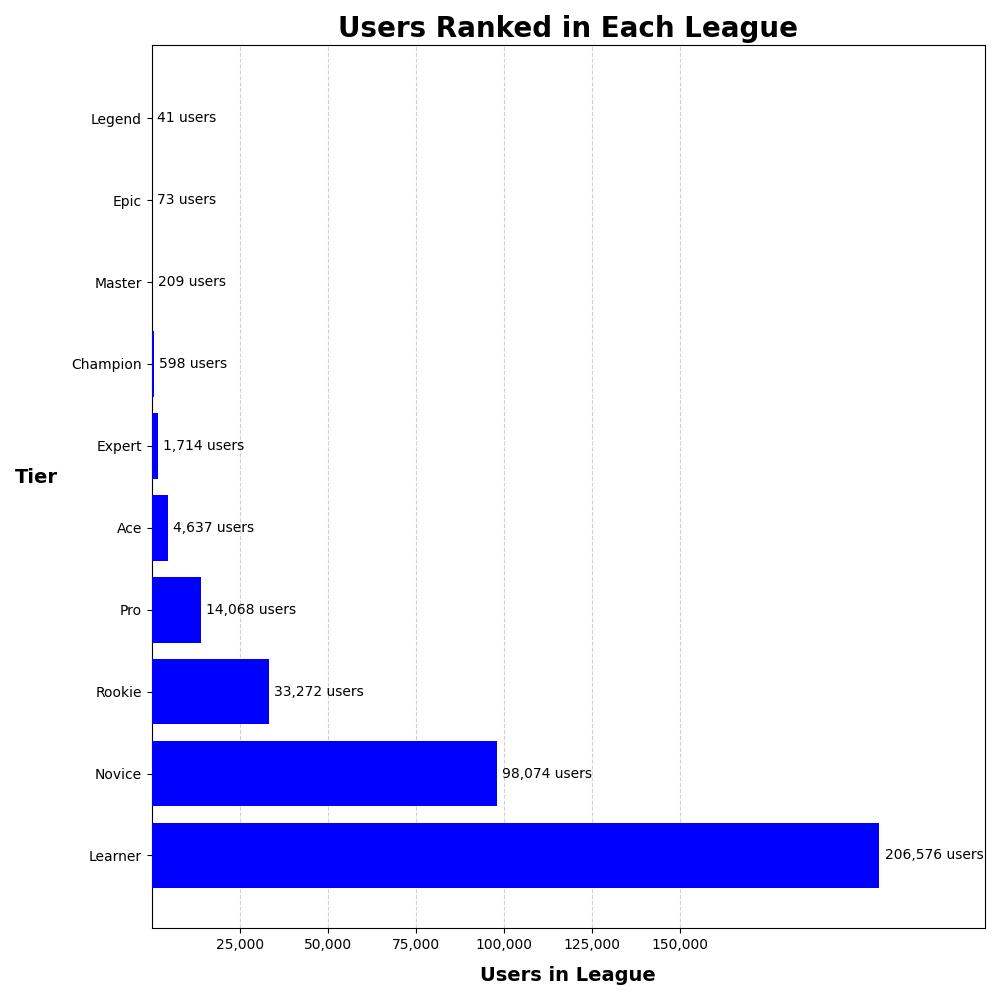 Users Ranked in Each League
Legend 41 users
Epic 73 users
Master 209 users
Champion 598 users
Expert 1,714 users
Tier
Ace 4,637 users
Pro 14,068 users
Rookie 33,272 users
Novice 98,074 users
Learner 206,576 users
25,000 50,000 75,000 100,000 125,000 150,000
Users in League